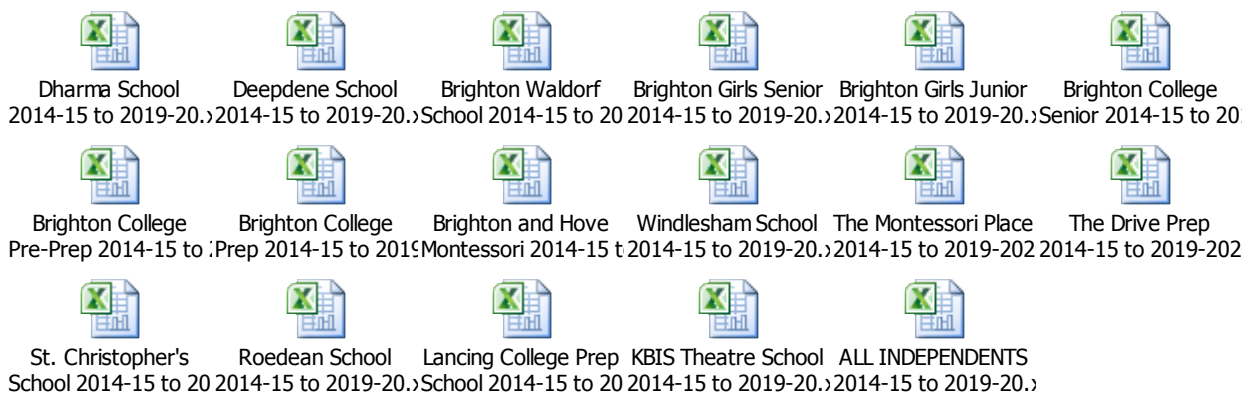 Dharma School
2014-15 to 2019-20.
Deepdene School
2014-15 to 2019-20.
Brighton Waldorf
School 2014-15 to 20
Brighton Girls Senior
2014-15 to 2019-20.
Brighton Girls Junior
2014-15 to 2019-20.
Brighton College
Senior 2014-15 to 20
Brighton College
Pre-Prep 2014-15 to
Brighton College
Prep 2014-15 to 2019
Brighton and Hove
Montessori 2014-15 t
Windlesham School
2014-15 to 2019-20.
The Montessori Place
2014-15 to 2019-202
The Drive Prep
2014-15 to 2019-202
St. Christopher's
School 2014-15 to 20
Roedean School
2014-15 to 2019-20.
Lancing College Prep
School 2014-15 to 20
KBIS Theatre School
2014-15 to 2019-20.
ALL INDEPENDENTS
2014-15 to 2019-20.